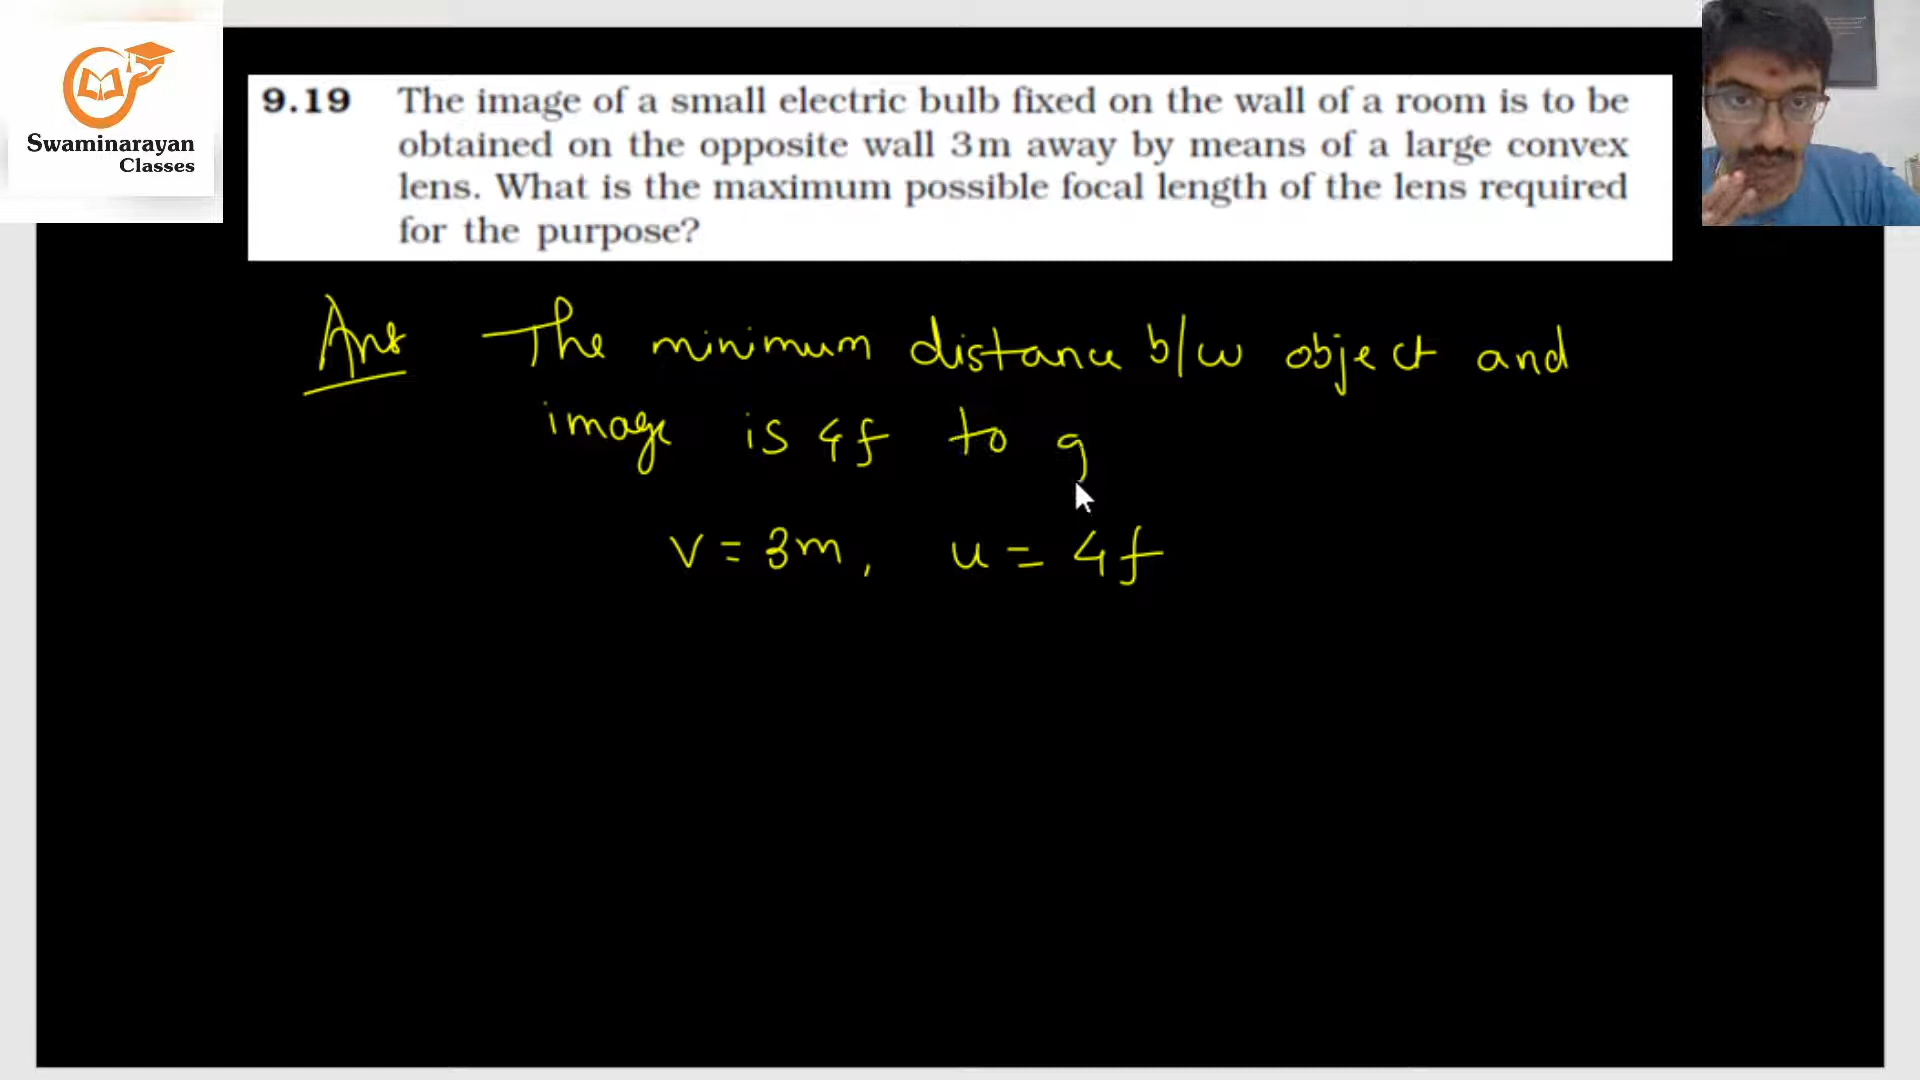 Swaminarayan
Classes
9.19 The image of a small electric bulb fixed on the wall of a room is to be
obtained on the opposite wall 3m away by means of a large convex
lens. What is the maximum possible focal length of the lens required
for the purpose?
Ans The minimum distance b/w object and
image is 4f to g
v = 3m, u = 4f